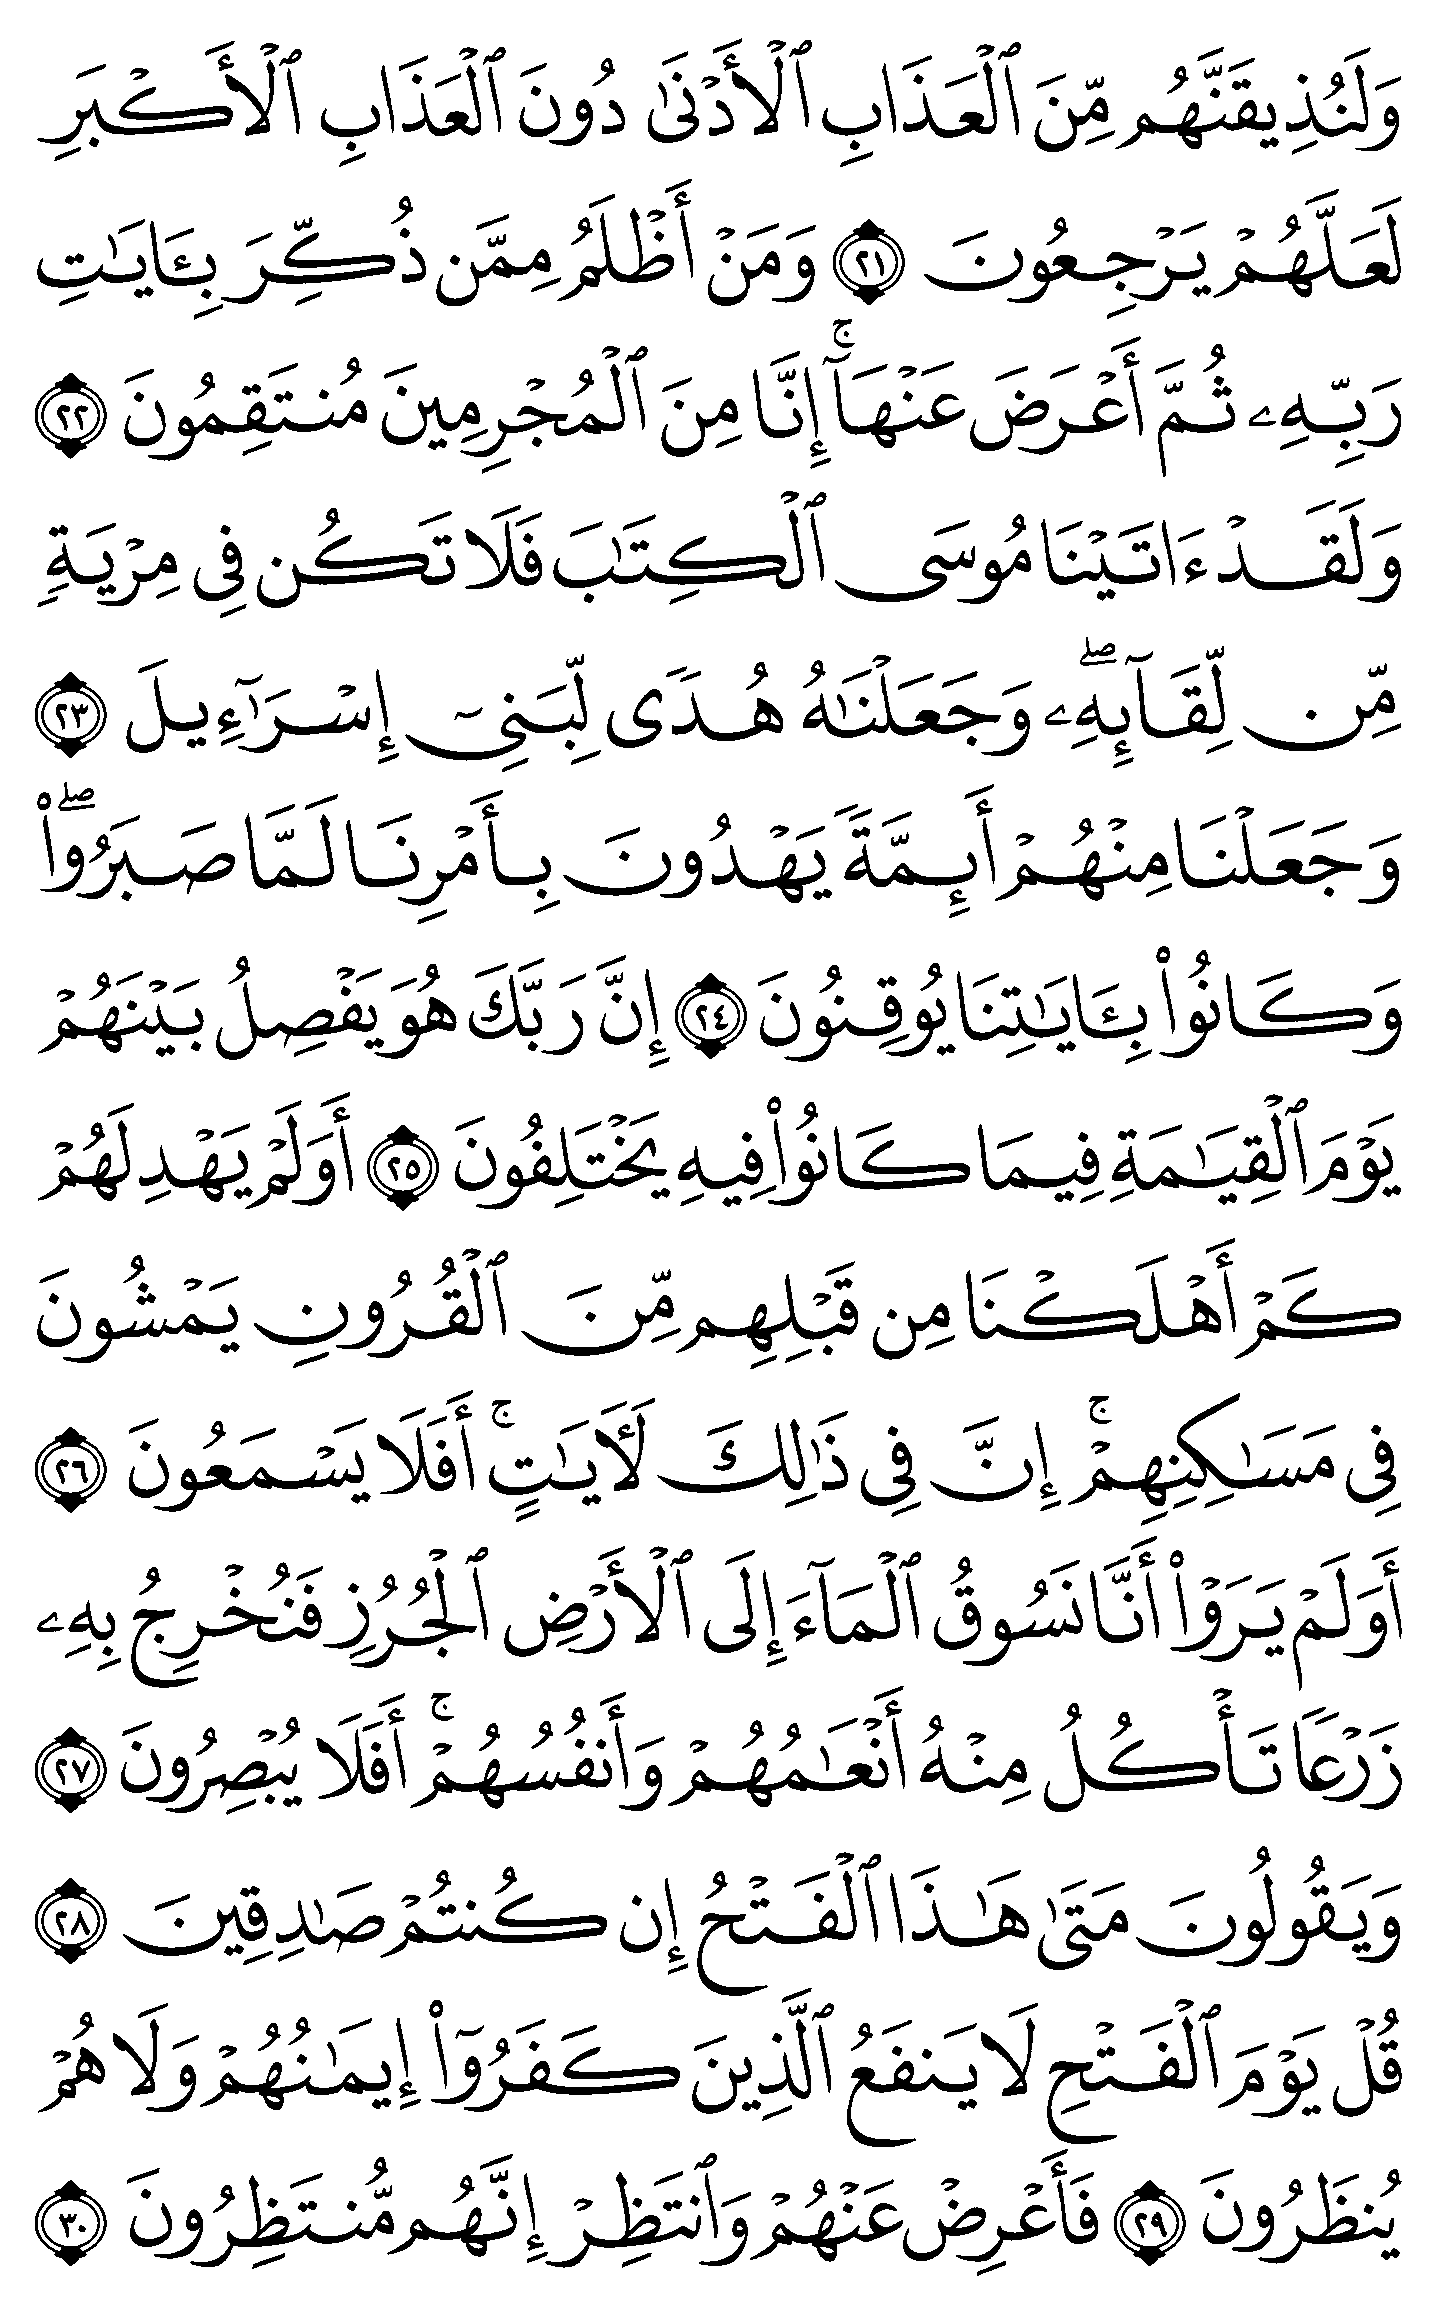 وَلَنُذِيقَنَّهُم مِّنَ ٱلْعَذَابِ ٱلْأَدْنَىٰ دُونَ ٱلْعَذَابِ ٱلْأَكْبَرِ
لَعَلَّهُمْ يَرْجِعُونَ ٢١ وَمَنْ أَظْلَمُ مِمَّن ذُكِّرَ بِـَٔايَـٰتِ
رَبِّهِۦ ثُمَّ أَعْرَضَ عَنْهَآ ۚ إِنَّا مِنَ ٱلْمُجْرِمِينَ مُنتَقِمُونَ ٢٢
وَلَقَدْ ءَاتَيْنَا مُوسَى ٱلْكِتَـٰبَ فَلَا تَكُن فِى مِرْيَةٍ
مِّن لِّقَآئِهِۦ ۖ وَجَعَلْنَـٰهُ هُدًى لِّبَنِىٓ إِسْرَٰٓءِيلَ ٢٣
وَجَعَلْنَا مِنْهُمْ أَئِمَّةً يَهْدُونَ بِأَمْرِنَا لَمَّا صَبَرُوا۟ ۖ
وَكَانُوا۟ بِـَٔايَـٰتِنَا يُوقِنُونَ ٢٤ إِنَّ رَبَّكَ هُوَ يَفْصِلُ بَيْنَهُمْ
يَوْمَ ٱلْقِيَـٰمَةِ فِيمَا كَانُوا۟ فِيهِ يَخْتَلِفُونَ ٢٥ أَوَلَمْ يَهْدِ لَهُمْ
كَمْ أَهْلَكْنَا مِن قَبْلِهِم مِّنَ ٱلْقُرُونِ يَمْشُونَ
فِى مَسَـٰكِنِهِمْ ۚ إِنَّ فِى ذَٰلِكَ لَـَٔايَـٰتٍ ۚ أَفَلَا يَسْمَعُونَ ٢٦
أَوَلَمْ يَرَوْا۟ أَنَّا نَسُوقُ ٱلْمَآءَ إِلَى ٱلْأَرْضِ ٱلْجُرُزِ فَنُخْرِجُ بِهِۦ
زَرْعًا تَأْكُلُ مِنْهُ أَنْعَـٰمُهُمْ وَأَنفُسُهُمْ ۚ أَفَلَا يُبْصِرُونَ ٢٧
وَيَقُولُونَ مَتَىٰ هَـٰذَا ٱلْفَتْحُ إِن كُنتُمْ صَـٰدِقِينَ ٢٨
قُلْ يَوْمَ ٱلْفَتْحِ لَا يَنفَعُ ٱلَّذِينَ كَفَرُوٓا۟ إِيمَـٰنُهُمْ وَلَا هُمْ
يُنظَرُونَ ٢٩ فَأَعْرِضْ عَنْهُمْ وَٱنتَظِرْ إِنَّهُم مُّنتَظِرُونَ ٣٠